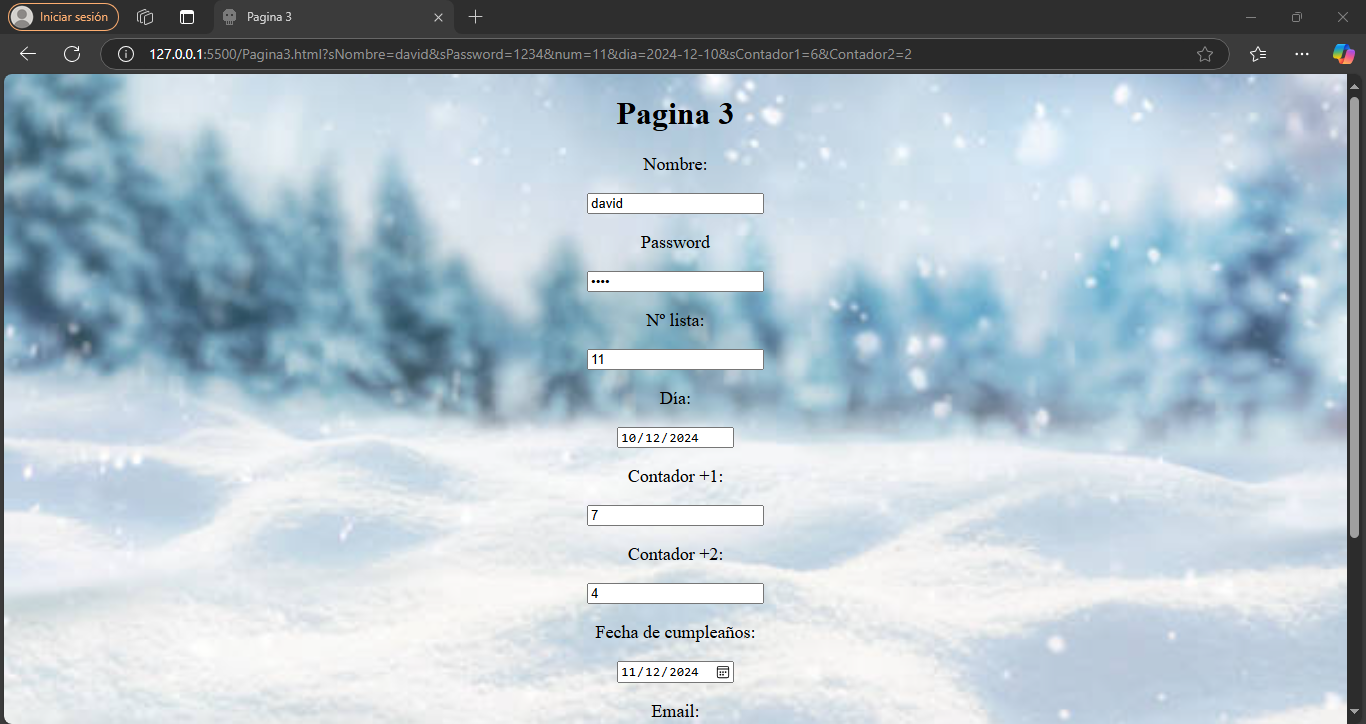 Iniciar sesión
Pagina 3
127.0.0.1:5500/Pagina3.html?sNombre=david&sPassword=1234&num=11&dia=2024-12-10&sContador1=6&Contador2=2
Pagina 3
Nombre:
david
Password
••••
Nº lista:
11
Día:
10/12/2024
Contador +1:
7
Contador +2:
4
Fecha de cumpleaños:
11/12/2024
Email: